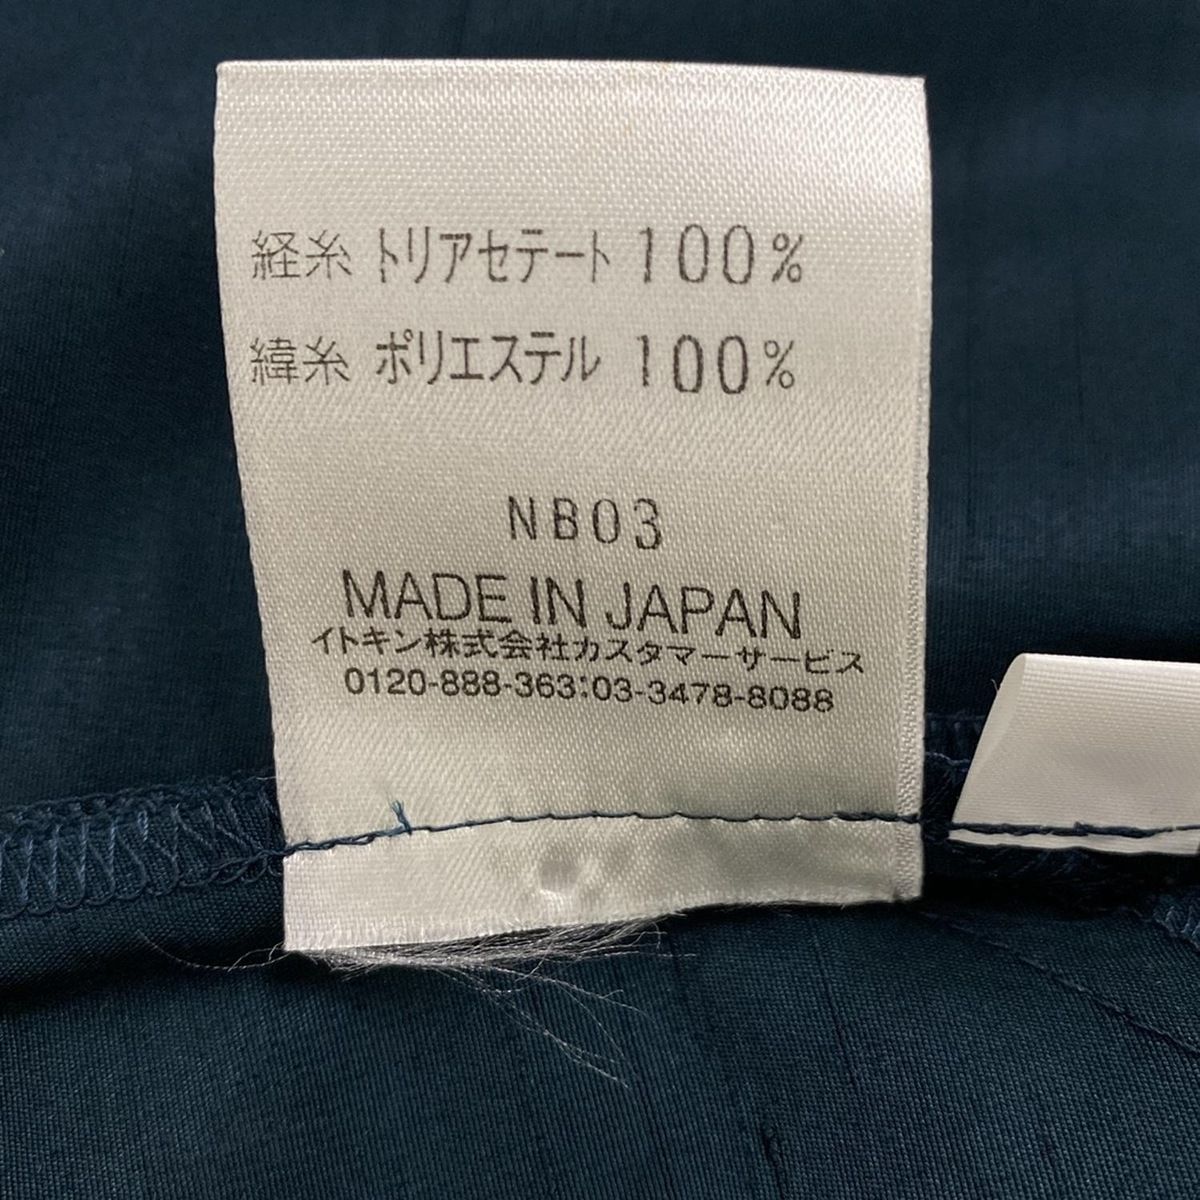 経糸 トリアセテート 100%
緯糸 ポリエステル 100%
NB03
MADE IN JAPAN
イトキン株式会社カスタマーサービス
0120-888-363:03-3478-8088